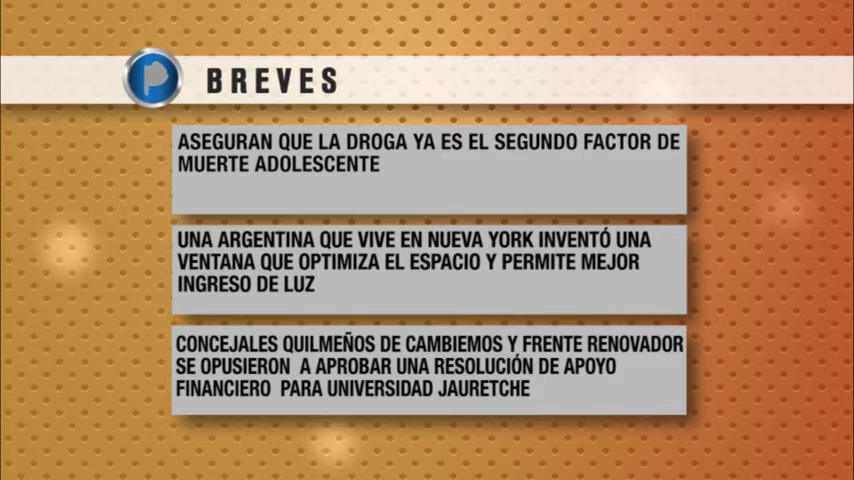 BREVES
ASEGURAN QUE LA DROGA YA ES EL SEGUNDO FACTOR DE
MUERTE ADOLESCENTE
UNA ARGENTINA QUE VIVE EN NUEVA YORK INVENTÓ UNA
VENTANA QUE OPTIMIZA EL ESPACIO Y PERMITE MEJOR
INGRESO DE LUZ
CONCEJALES QUILMEÑOS DE CAMBIEMOS Y FRENTE RENOVADOR
SE OPUSIERON A APROBAR UNA RESOLUCIÓN DE APOYO
FINANCIERO PARA UNIVERSIDAD JAURETCHE